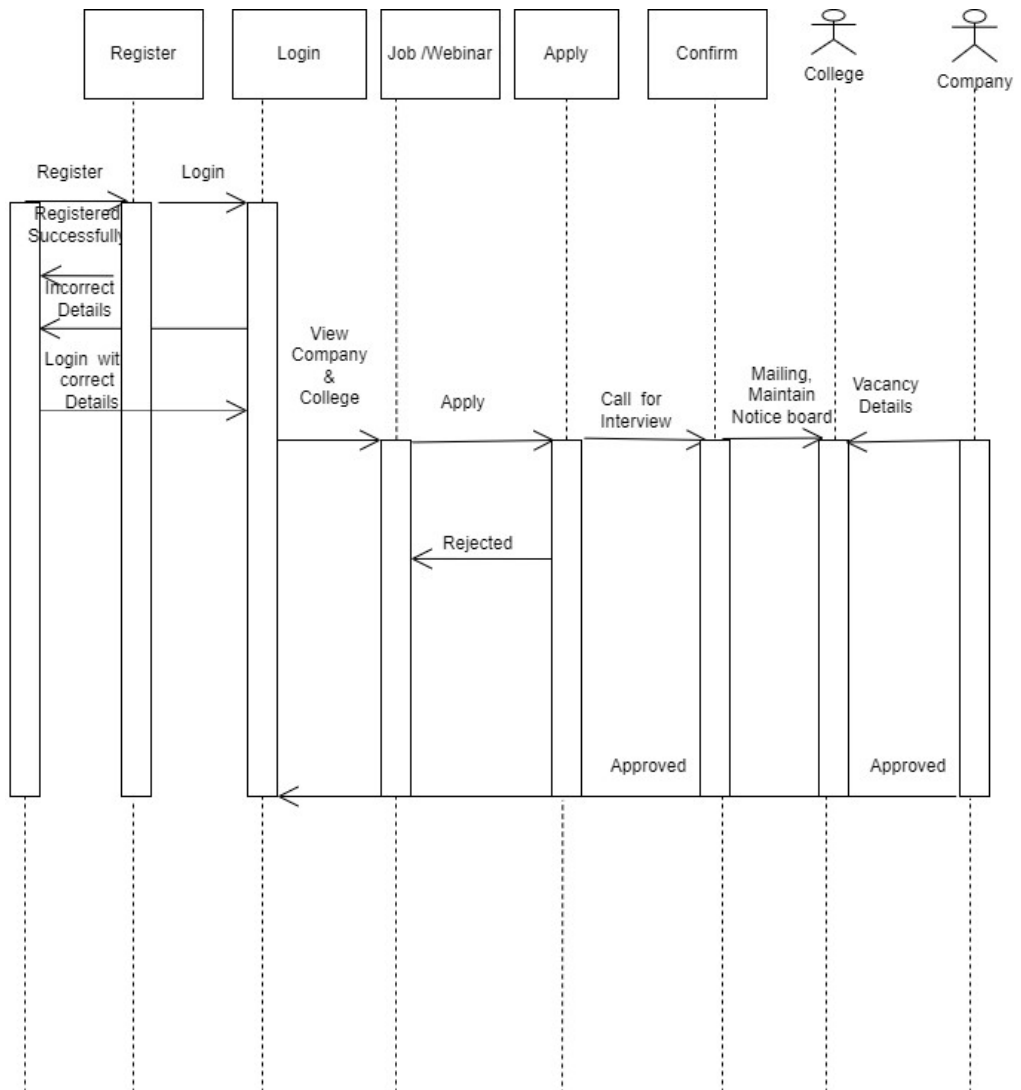 Register
Login
Job /Webinar
Apply
Confirm
College
Company
Register
Login
Registered
Successfully
Incorrect
Details
Login wit
correct
Details
View
Company
&
College
Apply
Call for
Interview
Mailing,
Maintain
Notice board
Vacancy
Details
Rejected
Approved
Approved